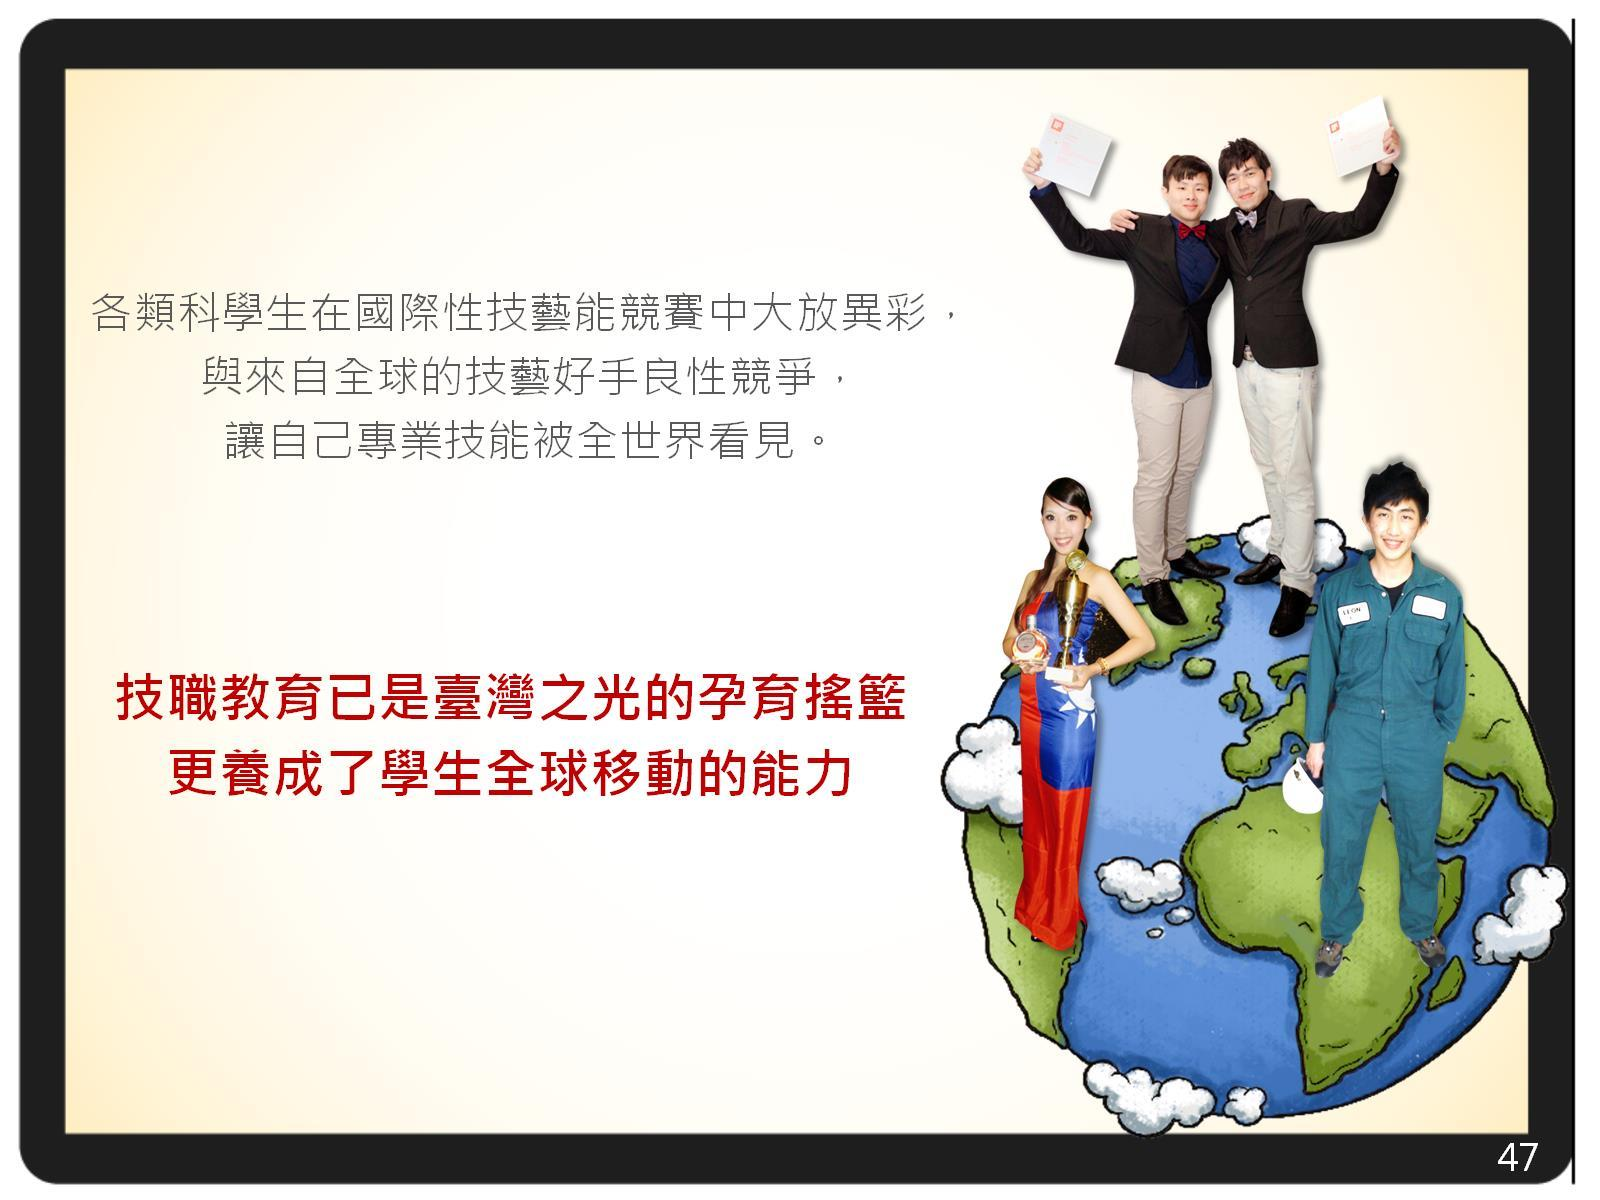 各類科學生在國際性技藝能競賽中大放異彩，
與來自全球的技藝好手良性競爭，
讓自己專業技能被全世界看見。
技職教育已是臺灣之光的孕育搖籃
更養成了學生全球移動的能力
LEON
47